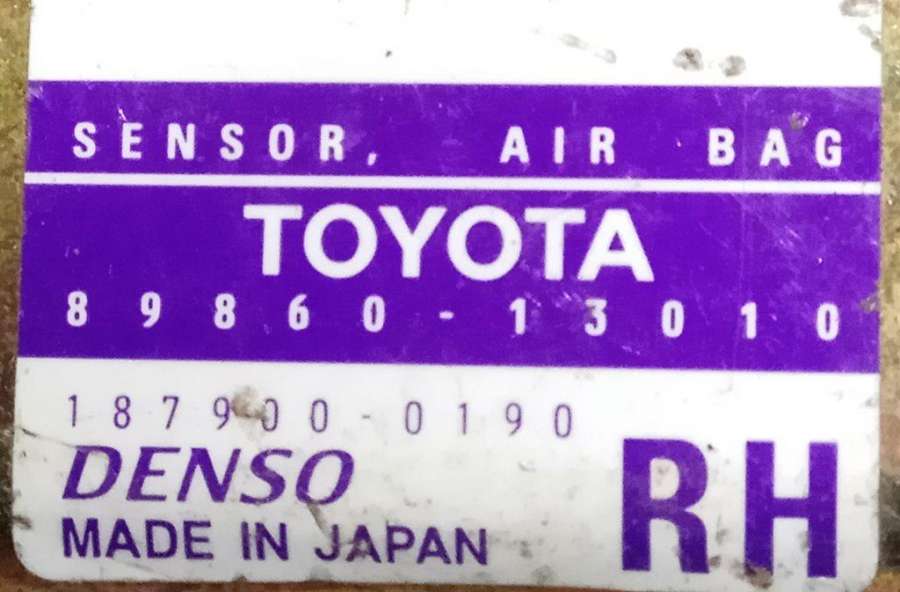 SENSOR, AIR BAG
TOYOTA
89860-13010
187900-0190
DENSO
MADE IN JAPAN
RH